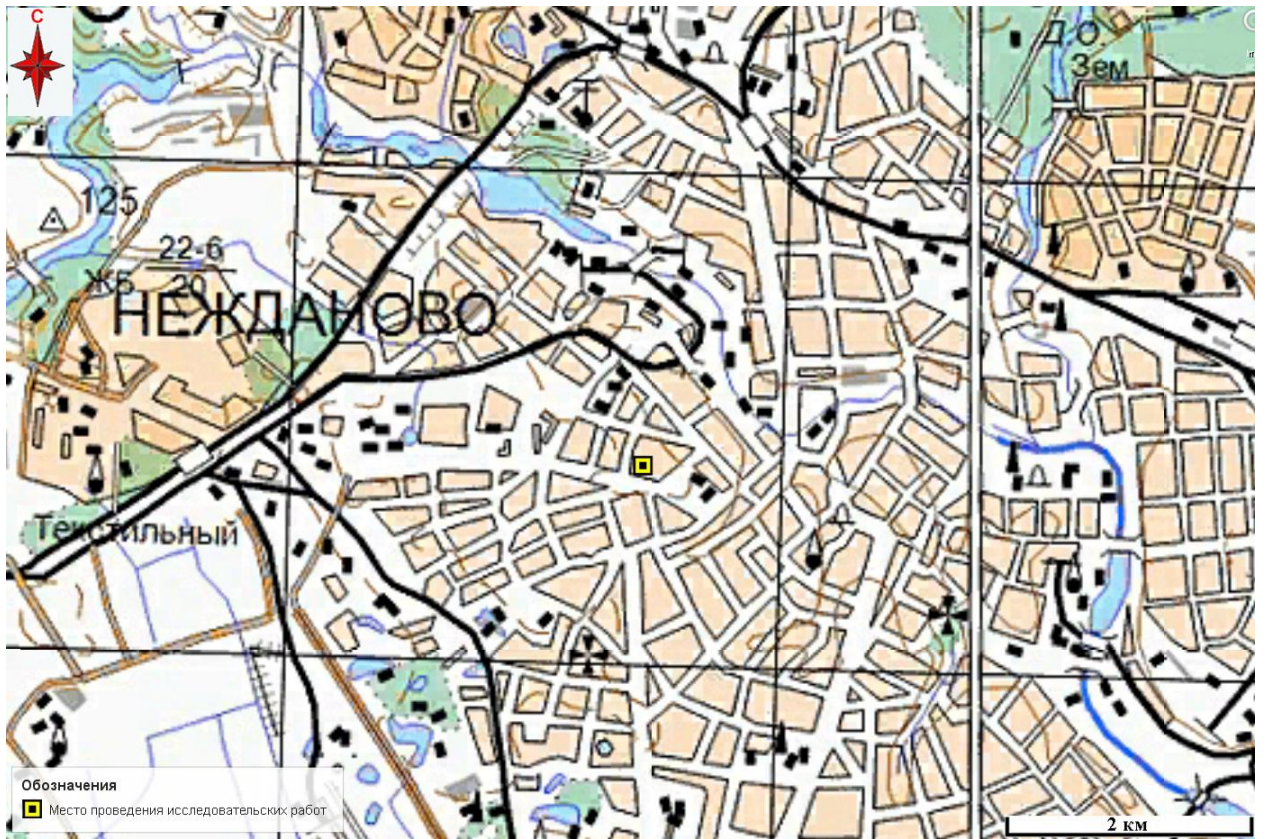 С
Д О
Зем
125
22-6
ЖБ 20
НЕЖДАНОВО
Текстильный
Обозначения
Место проведения исследовательских работ
2 км